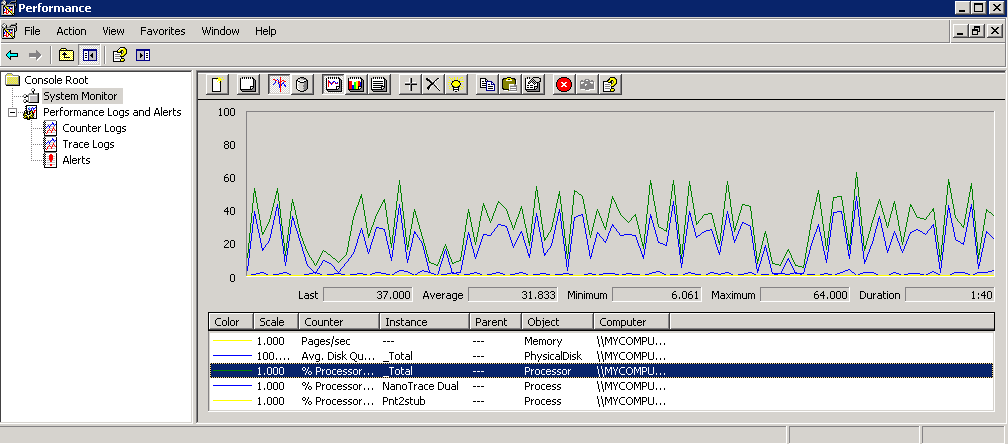 Performance
File Action View Favorites Window Help
Console Root
System Monitor
Performance Logs and Alerts
Counter Logs
Trace Logs
Alerts
100
80
60
40
20
0
Last 37.000 Average 31.833 Minimum 6.061 Maximum 64.000 Duration 1:40
Color Scale Counter Instance Parent Object Computer
1.000 Pages/sec --- --- Memory \\MYCOMPU...
100.... Avg. Disk Qu... _Total --- PhysicalDisk \\MYCOMPU...
1.000 % Processor... _Total --- Processor \\MYCOMPU...
1.000 % Processor... NanoTrace Dual --- Process \\MYCOMPU...
1.000 % Processor... Pnt2stub --- Process \\MYCOMPU...